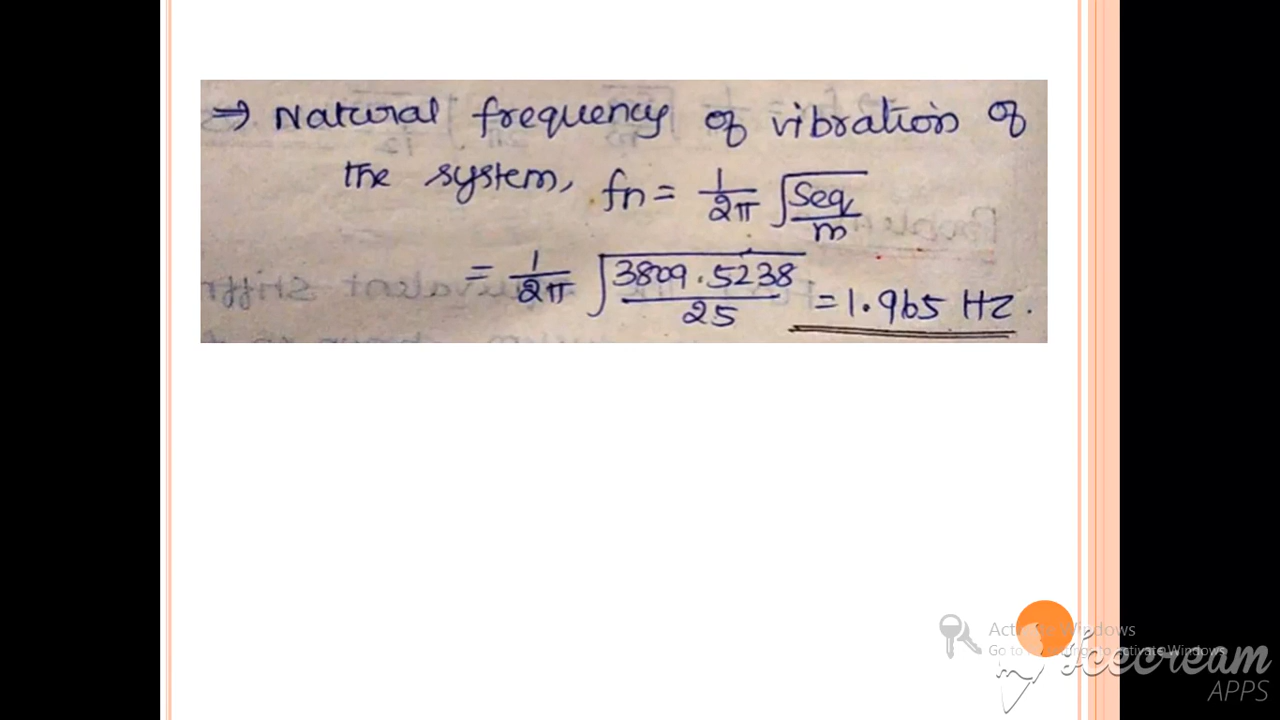 ⇒ Natural frequency of vibration of
the system, fn = 1/2π √(Seq/m)
= 1/2π √(3809.5238/25) = 1.965 Hz.
Activate Windows
Go to Settings to activate Windows.
Icecream
APPS